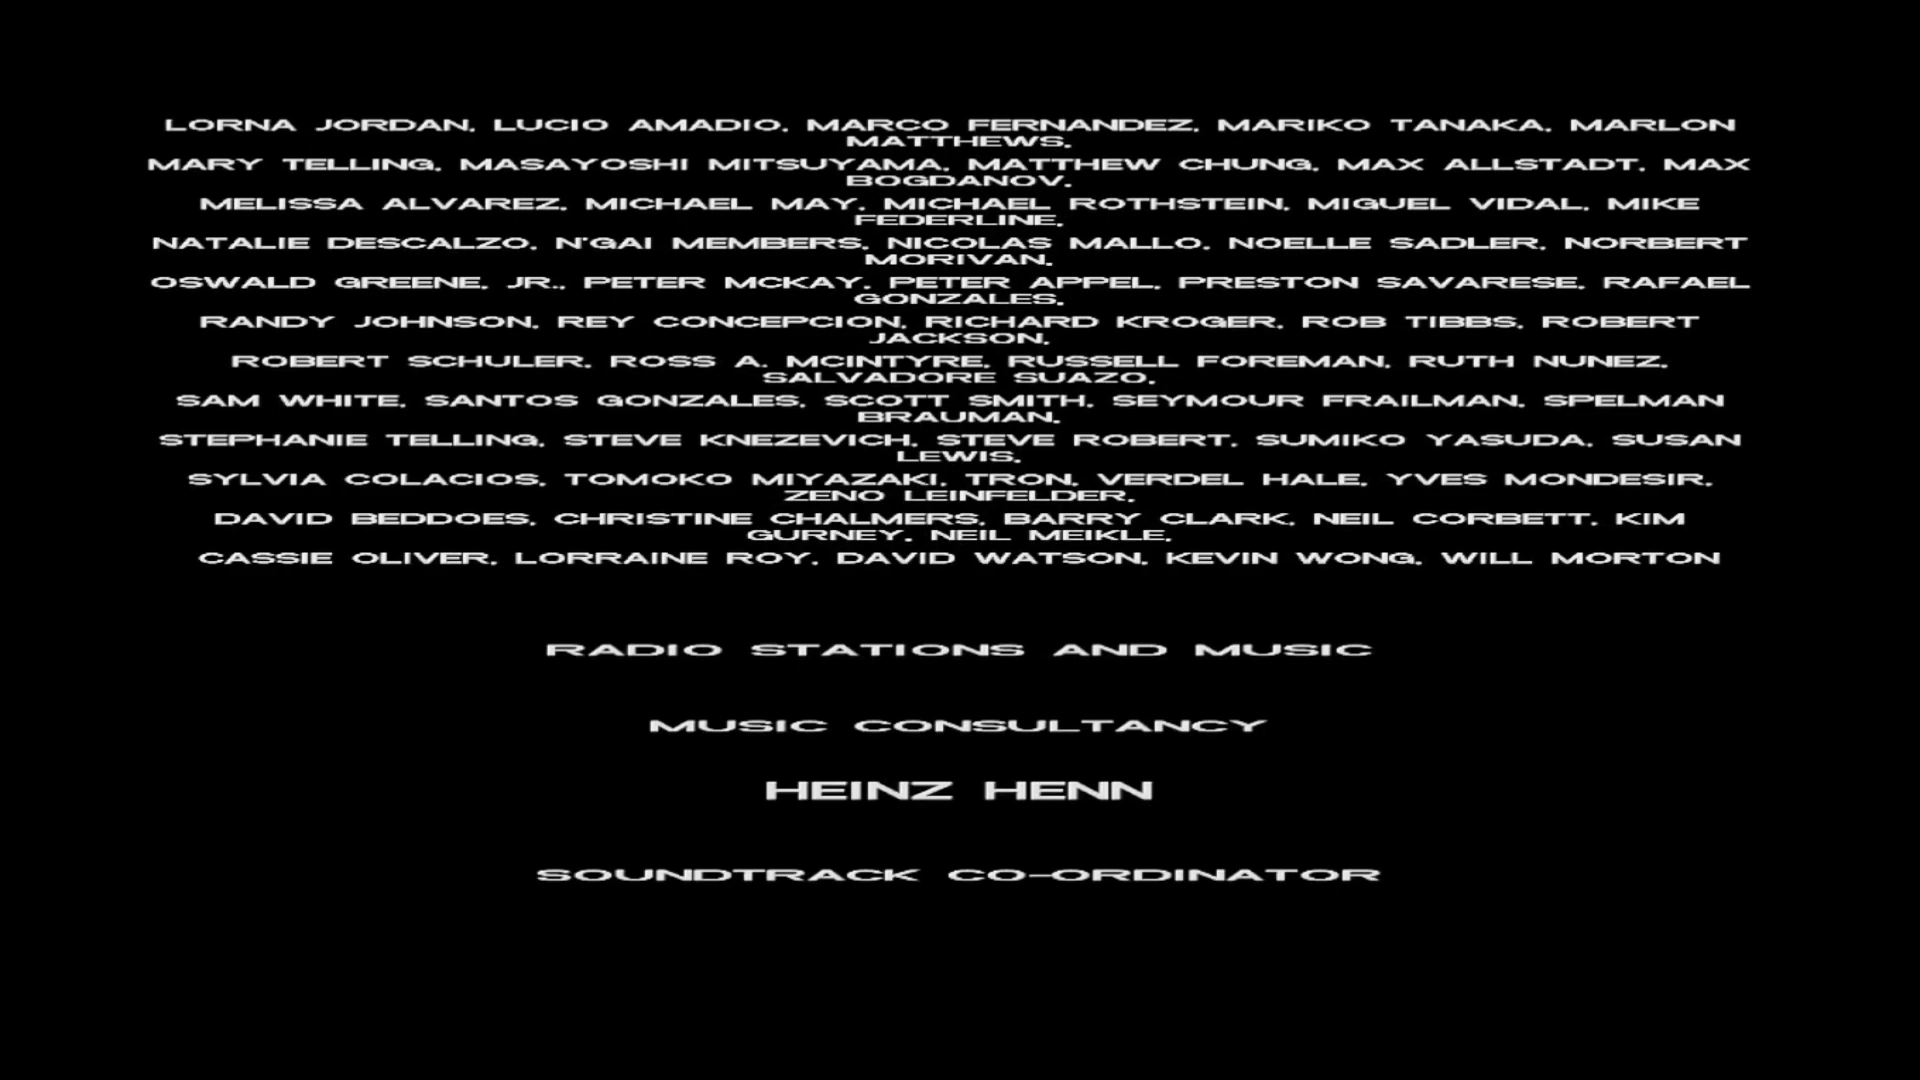 LORNA JORDAN, LUCIO AMADIO, MARCO FERNANDEZ, MARIKO TANAKA, MARLON
MATTHEWS,
MARY TELLING, MASAYOSHI MITSUYAMA, MATTHEW CHUNG, MAX ALLSTADT, MAX
BOGDANOV,
MELISSA ALVAREZ, MICHAEL MAY, MICHAEL ROTHSTEIN, MIGUEL VIDAL, MIKE
FEDERLINE,
NATALIE DESCALZO, N'GAI MEMBERS, NICOLAS MALLO, NOELLE SADLER, NORBERT
MORIVAN,
OSWALD GREENE, JR., PETER MCKAY, PETER APPEL, PRESTON SAVARESE, RAFAEL
GONZALES,
RANDY JOHNSON, REY CONCEPCION, RICHARD KROGER, ROB TIBBS, ROBERT
JACKSON,
ROBERT SCHULER, ROSS A. MCINTYRE, RUSSELL FOREMAN, RUTH NUNEZ,
SALVADORE SUAZO,
SAM WHITE, SANTOS GONZALES, SCOTT SMITH, SEYMOUR FRAILMAN, SPELMAN
BRAUMAN,
STEPHANIE TELLING, STEVE KNEZEVICH, STEVE ROBERT, SUMIKO YASUDA, SUSAN
LEWIS,
SYLVIA COLACIOS, TOMOKO MIYAZAKI, TRON, VERDEL HALE, YVES MONDESIR,
ZENO LEINFELDER,
DAVID BEDDOES, CHRISTINE CHALMERS, BARRY CLARK, NEIL CORBETT, KIM
GURNEY, NEIL MEIKLE,
CASSIE OLIVER, LORRAINE ROY, DAVID WATSON, KEVIN WONG, WILL MORTON
RADIO STATIONS AND MUSIC
MUSIC CONSULTANCY
HEINZ HENN
SOUNDTRACK CO-ORDINATOR